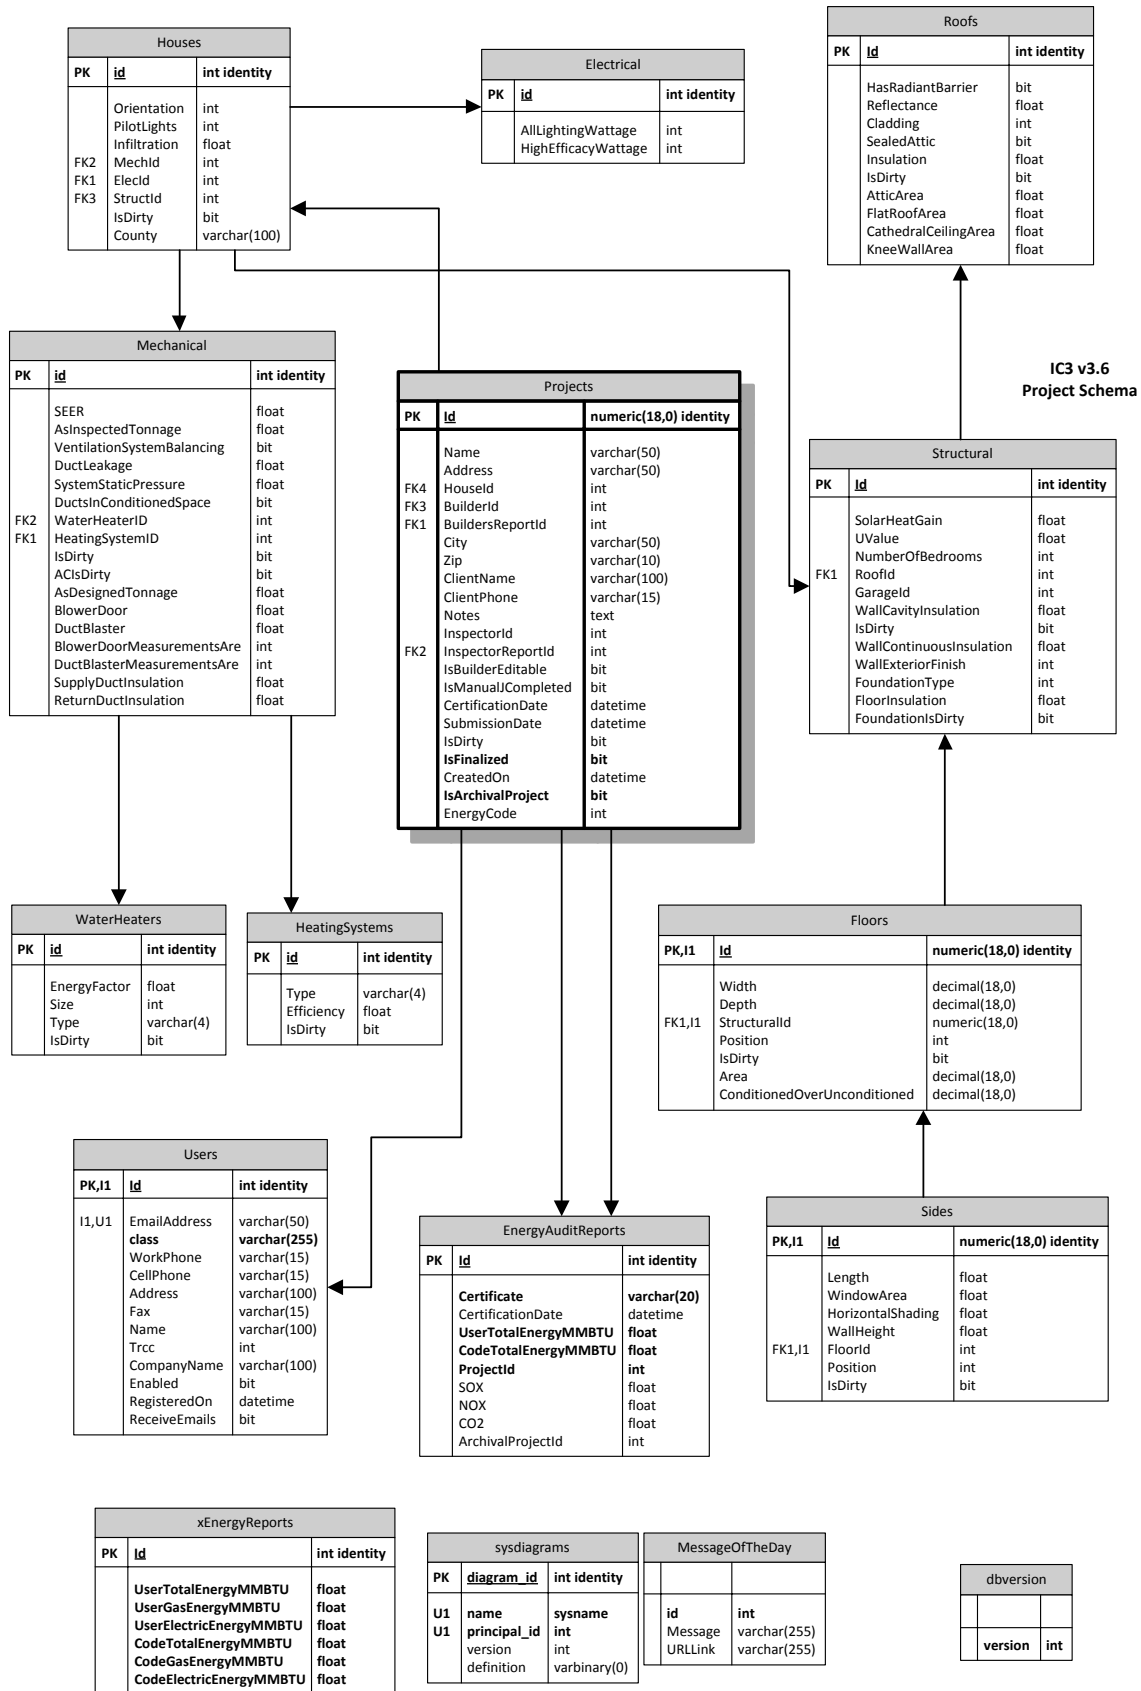 Houses
PK id int identity
Orientation int
PilotLights int
Infiltration float
FK2 MechId int
FK1 ElecId int
FK3 StructId int
IsDirty bit
County varchar(100)
Electrical
PK id int identity
AllLightingWattage int
HighEfficacyWattage int
Roofs
PK Id int identity
HasRadiantBarrier bit
Reflectance float
Cladding int
SealedAttic bit
Insulation float
IsDirty bit
AtticArea float
FlatRoofArea float
CathedralCeilingArea float
KneeWallArea float
Mechanical
PK id int identity
SEER float
AsInspectedTonnage float
VentilationSystemBalancing bit
DuctLeakage float
SystemStaticPressure float
DuctsInConditionedSpace bit
FK2 WaterHeaterID int
FK1 HeatingSystemID int
IsDirty bit
ACIsDirty bit
AsDesignedTonnage float
BlowerDoor float
DuctBlaster float
BlowerDoorMeasurementsAre int
DuctBlasterMeasurementsAre int
SupplyDuctInsulation float
ReturnDuctInsulation float
Projects
PK Id numeric(18,0) identity
Name varchar(50)
Address varchar(50)
FK4 HouseId int
FK3 BuilderId int
FK1 BuildersReportId int
City varchar(50)
Zip varchar(10)
ClientName varchar(100)
ClientPhone varchar(15)
Notes text
InspectorId int
FK2 InspectorReportId int
IsBuilderEditable bit
IsManualJCompleted bit
CertificationDate datetime
SubmissionDate datetime
IsDirty bit
IsFinalized bit
CreatedOn datetime
IsArchivalProject bit
EnergyCode int
IC3 v3.6
Project Schema
Structural
PK Id int identity
SolarHeatGain float
UValue float
NumberOfBedrooms int
FK1 RoofId int
GarageId int
WallCavityInsulation float
IsDirty bit
WallContinuousInsulation float
WallExteriorFinish int
FoundationType int
FloorInsulation float
FoundationIsDirty bit
WaterHeaters
PK id int identity
EnergyFactor float
Size int
Type varchar(4)
IsDirty bit
HeatingSystems
PK id int identity
Type varchar(4)
Efficiency float
IsDirty bit
Floors
PK,I1 Id numeric(18,0) identity
Width decimal(18,0)
Depth decimal(18,0)
FK1,I1 StructuralId numeric(18,0)
Position int
IsDirty bit
Area decimal(18,0)
ConditionedOverUnconditioned decimal(18,0)
Users
PK,I1 Id int identity
I1,U1 EmailAddress varchar(50)
class varchar(255)
WorkPhone varchar(15)
CellPhone varchar(15)
Address varchar(100)
Fax varchar(15)
Name varchar(100)
Trcc int
CompanyName varchar(100)
Enabled bit
RegisteredOn datetime
ReceiveEmails bit
EnergyAuditReports
PK Id int identity
Certificate varchar(20)
CertificationDate datetime
UserTotalEnergyMMBTU float
CodeTotalEnergyMMBTU float
ProjectId int
SOX float
NOX float
CO2 float
ArchivalProjectId int
Sides
PK,I1 Id numeric(18,0) identity
Length float
WindowArea float
HorizontalShading float
WallHeight float
FK1,I1 FloorId int
Position int
IsDirty bit
xEnergyReports
PK Id int identity
UserTotalEnergyMMBTU float
UserGasEnergyMMBTU float
UserElectricEnergyMMBTU float
CodeTotalEnergyMMBTU float
CodeGasEnergyMMBTU float
CodeElectricEnergyMMBTU float
sysdiagrams
PK diagram_id int identity
U1 name sysname
U1 principal_id int
version int
definition varbinary(0)
MessageOfTheDay
id int
Message varchar(255)
URLLink varchar(255)
dbversion
version int